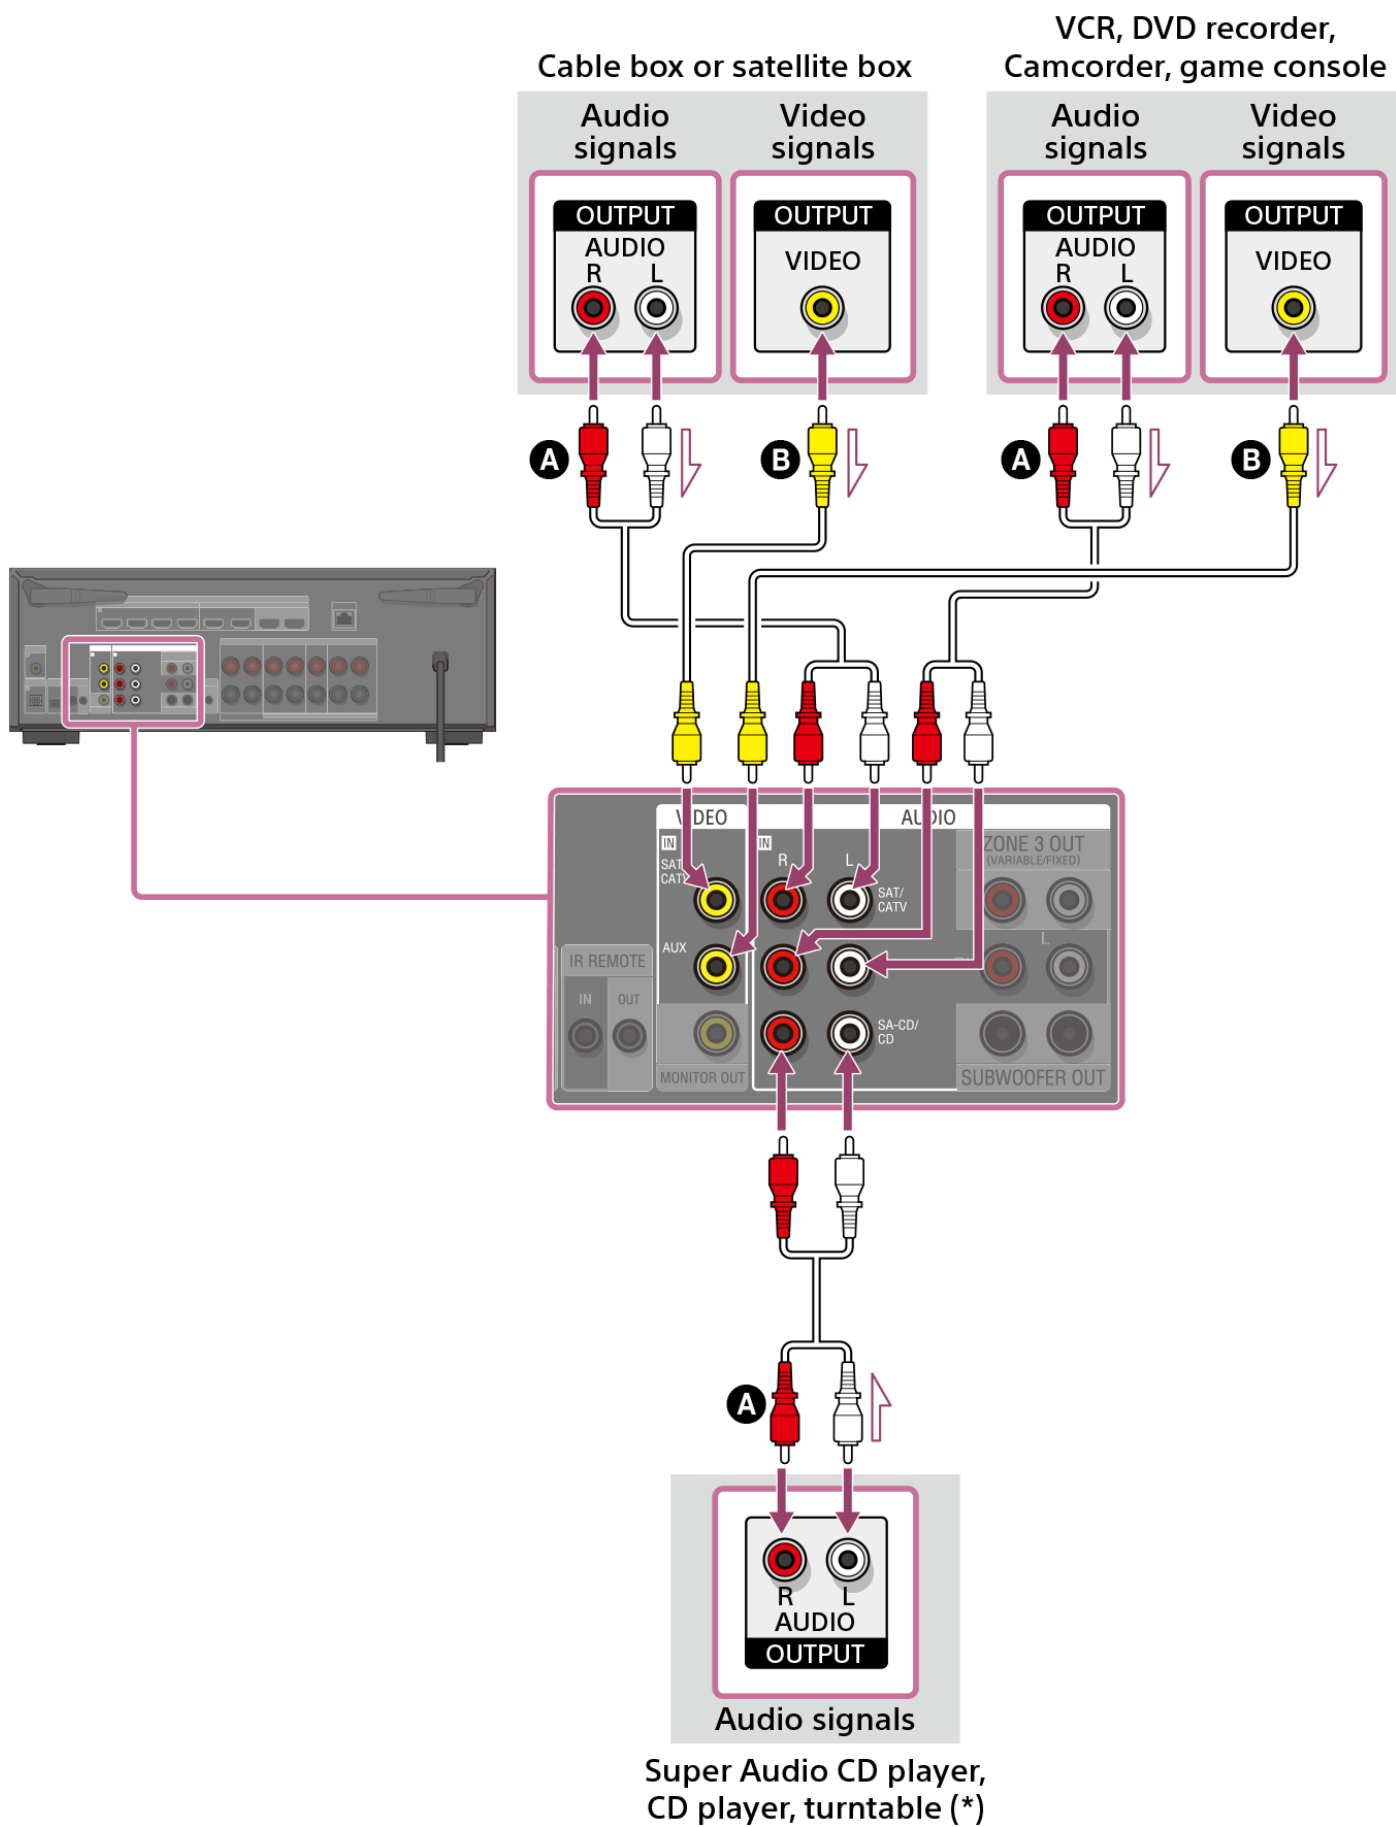 VCR, DVD recorder,
Camcorder, game console
Cable box or satellite box
Audio
signals
Video
signals
Audio
signals
Video
signals
OUTPUT
AUDIO
R L
OUTPUT
VIDEO
OUTPUT
AUDIO
R L
OUTPUT
VIDEO
A
B
A
B
VIDEO
AUDIO
IN
IN
SAT/
CATV
R L
SAT/
CATV
ZONE 3 OUT
(VARIABLE/FIXED)
AUX
L
IR REMOTE
IN OUT
SA-CD/
CD
MONITOR OUT
SUBWOOFER OUT
A
R L
AUDIO
OUTPUT
Audio signals
Super Audio CD player,
CD player, turntable (*)